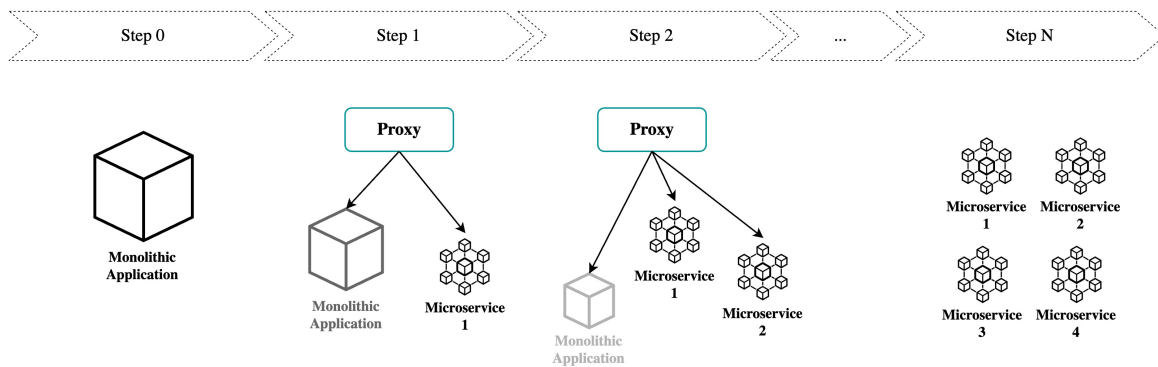 Step 0
Step 1
Step 2
...
Step N
Monolithic
Application
Proxy
Monolithic
Application
Microservice
1
Proxy
Monolithic
Application
Microservice
1
Microservice
2
Microservice
1
Microservice
2
Microservice
3
Microservice
4